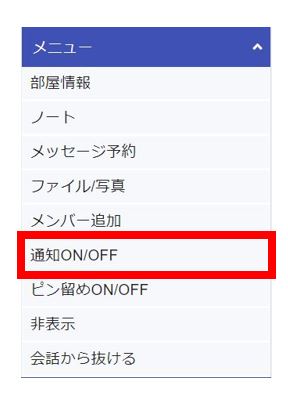 メニュー
部屋情報
ノート
メッセージ予約
ファイル/写真
メンバー追加
通知ON/OFF
ピン留めON/OFF
非表示
会話から抜ける